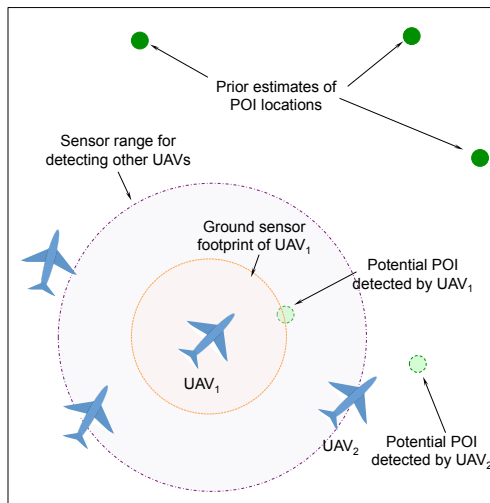 Prior estimates of
POI locations
Sensor range for
detecting other UAVs
Ground sensor
footprint of UAV₁
Potential POI
detected by UAV₁
UAV₁
UAV₂
Potential POI
detected by UAV₂